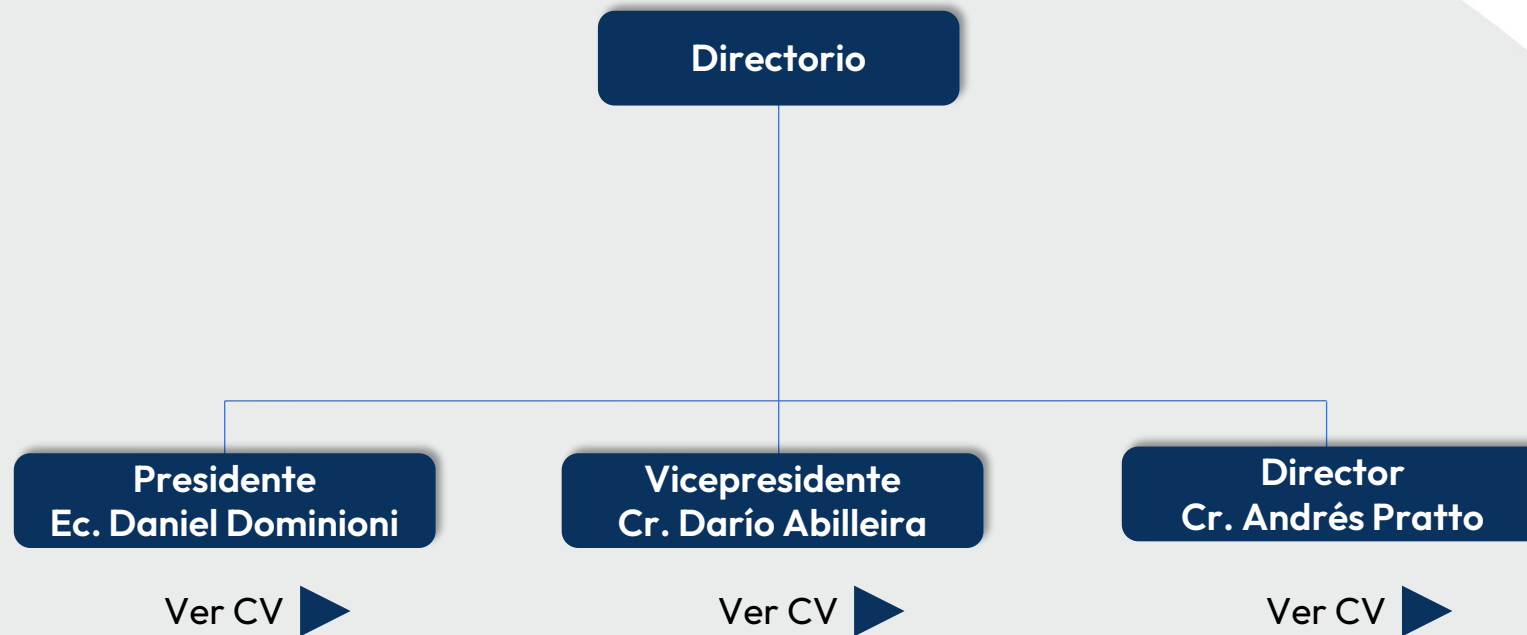 Directorio
Presidente
Ec. Daniel Dominioni
Vicepresidente
Cr. Darío Abilleira
Director
Cr. Andrés Pratto
Ver CV
Ver CV
Ver CV